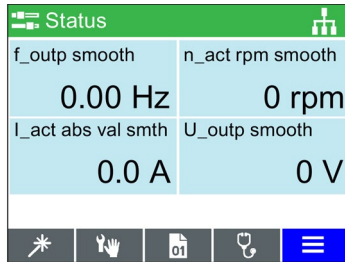 Status
f_outp smooth
n_act rpm smooth
0.00 Hz
0 rpm
I_act abs val smth
U_outp smooth
0.0 A
0 V
01